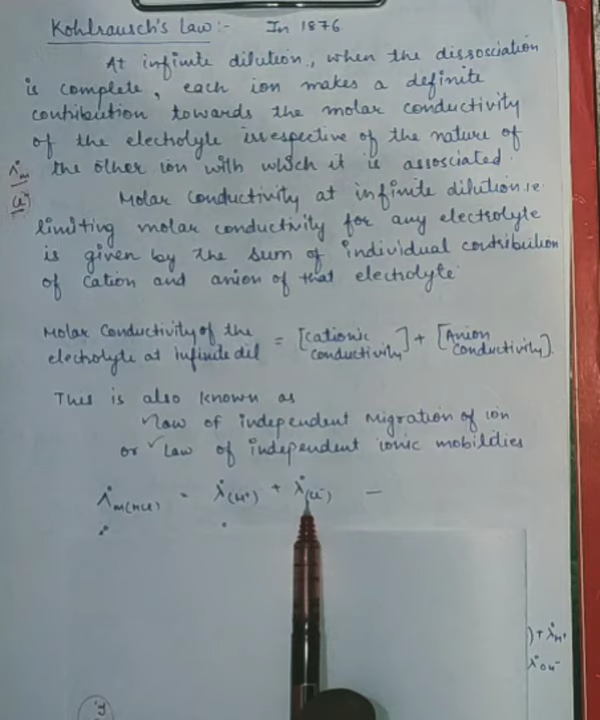 Kohlrausch's Law:- In 1876
At infinite dilution, when the dissosciation
is complete, each ion makes a definite
contribution towards the molar conductivity
of the electrolyte irrespective of the nature of
the other ion with which it is assosciated.
Molar conductivity at infinite dilution ie
limiting molar conductivity for any electrolyte
is given by the sum of individual contribution
of cation and anion of that electrolyte
Molar Conductivity of the
electrolyte at infinite dil = [Cationic conductivity] + [Anion Conductivity].
This is also known as
✓law of independent Migration of ion
or ✓law of independent ionic mobilities
λ°m(HCl) = λ°(H+) + λ°(Cl-) —
) + λ°H+
λ°OH-